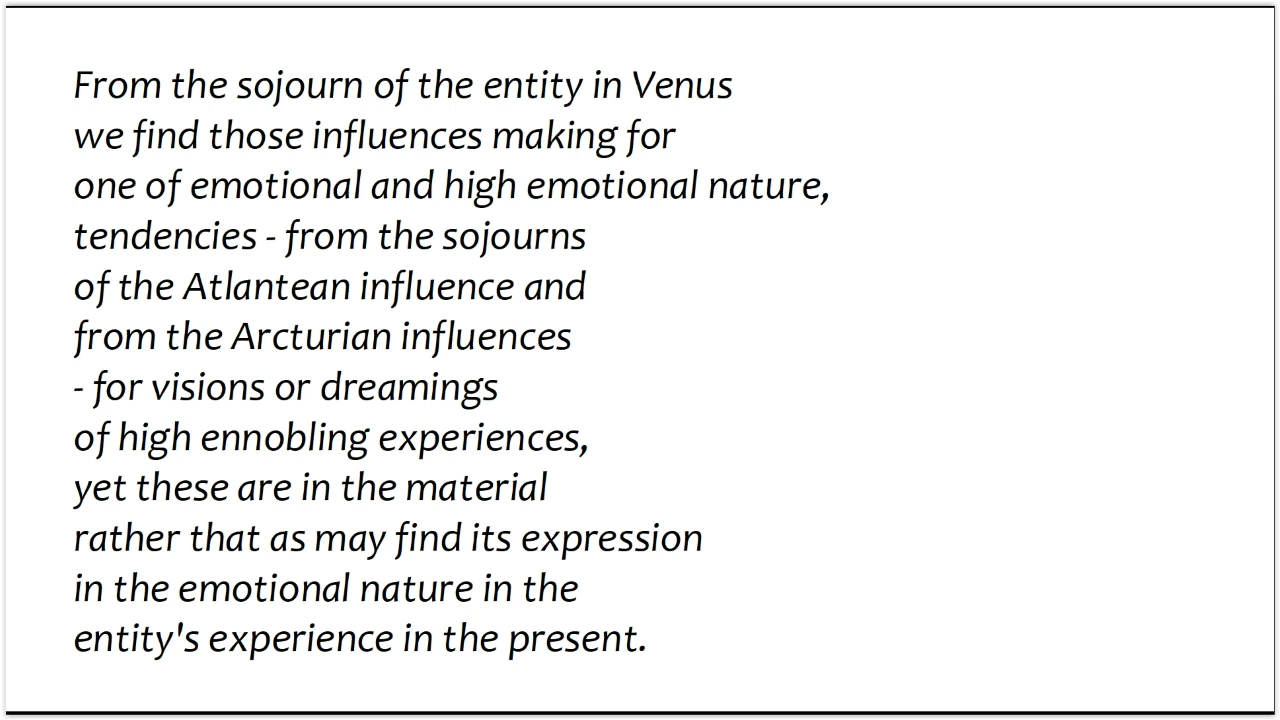 From the sojourn of the entity in Venus
we find those influences making for
one of emotional and high emotional nature,
tendencies - from the sojourns
of the Atlantean influence and
from the Arcturian influences
- for visions or dreamings
of high ennobling experiences,
yet these are in the material
rather that as may find its expression
in the emotional nature in the
entity's experience in the present.